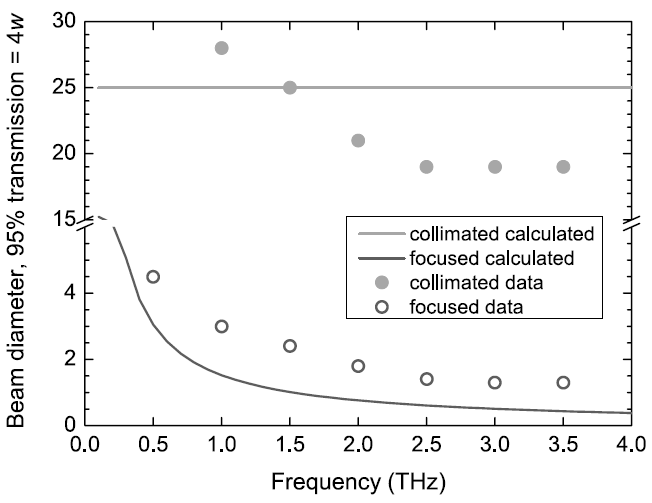 Beam diameter, 95% transmission = 4w
30
25
20
15
4
2
0
collimated calculated
focused calculated
collimated data
focused data
0.0 0.5 1.0 1.5 2.0 2.5 3.0 3.5 4.0
Frequency (THz)